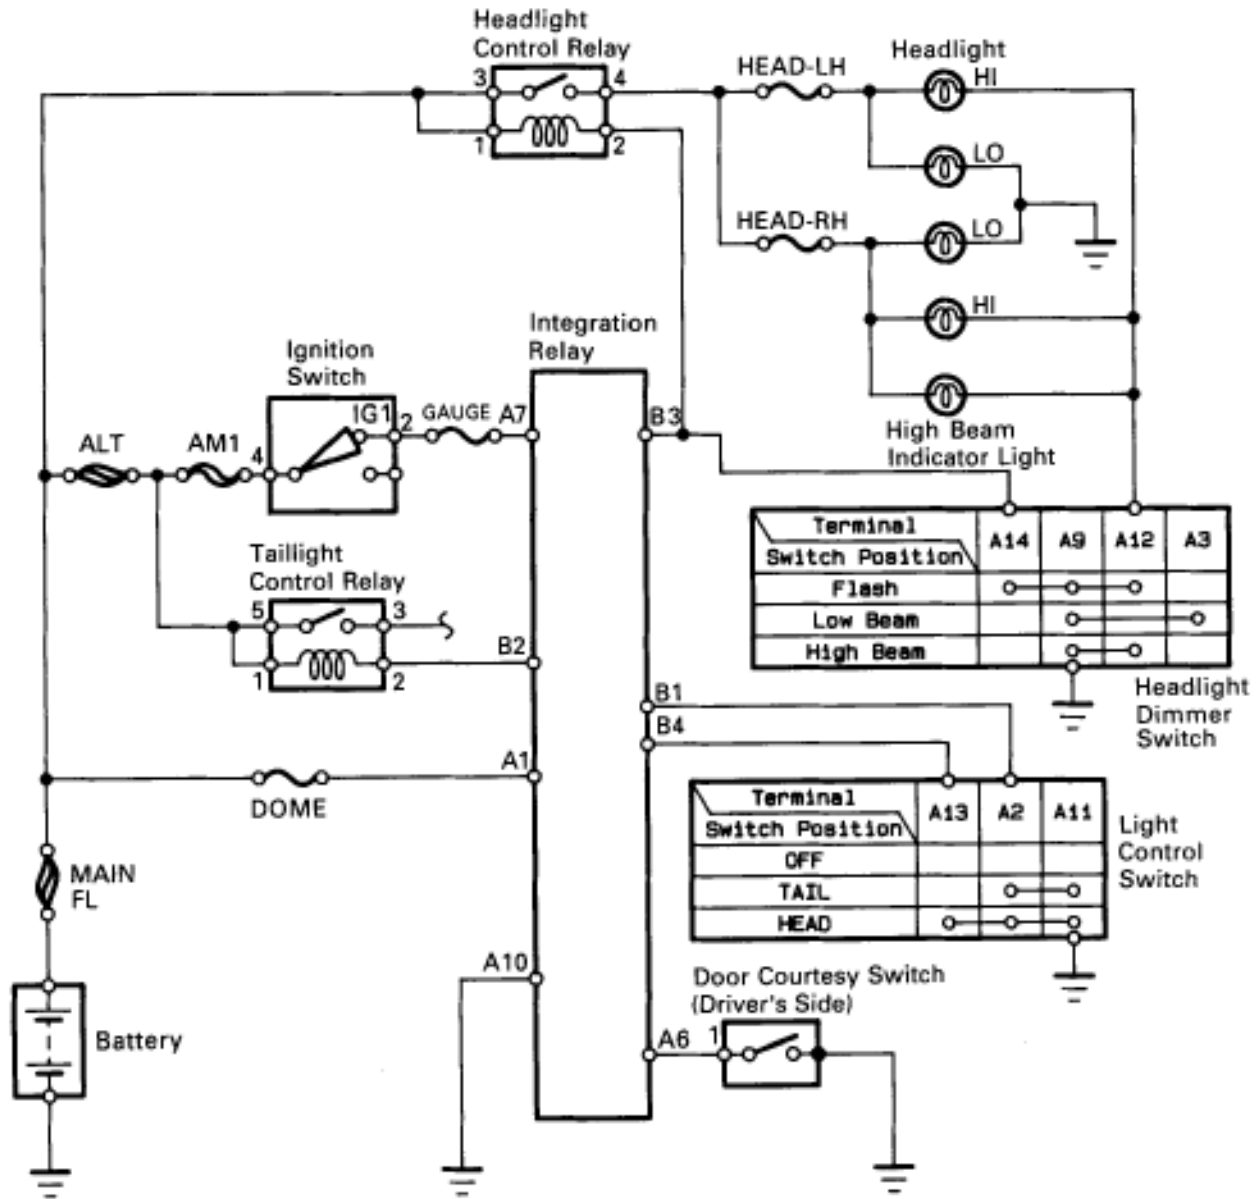 Headlight
Control Relay
3
4
1
2
HEAD-LH
Headlight
HI
LO
HEAD-RH
LO
HI
High Beam
Indicator Light
Integration
Relay
Ignition
Switch
IG1
2
GAUGE
A7
B3
ALT
AM1
4
Taillight
Control Relay
5
3
1
2
B2
Terminal
Switch Position
A14
A9
A12
A3
Flash
Low Beam
High Beam
Headlight
Dimmer
Switch
B1
B4
A1
DOME
Terminal
Switch Position
A13
A2
A11
OFF
TAIL
HEAD
Light
Control
Switch
MAIN
FL
A10
Door Courtesy Switch
(Driver's Side)
A6
1
Battery